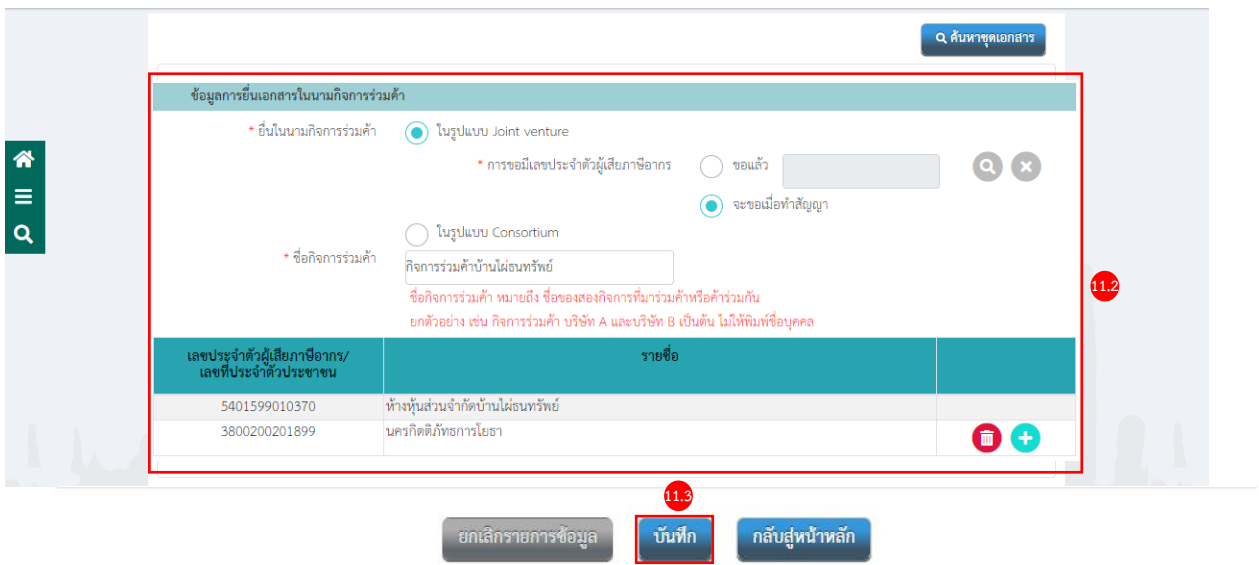 ค้นหาชุดเอกสาร
ข้อมูลการยื่นเอกสารในนามกิจการร่วมค้า
* ยื่นในนามกิจการร่วมค้า
ในรูปแบบ Joint venture
* การขอมีเลขประจำตัวผู้เสียภาษีอากร
ขอแล้ว
จะขอเมื่อทำสัญญา
ในรูปแบบ Consortium
* ชื่อกิจการร่วมค้า
กิจการร่วมค้าบ้านไผ่ธนทรัพย์
ชื่อกิจการร่วมค้า หมายถึง ชื่อของสองกิจการที่มาร่วมค้าหรือค้าร่วมกัน
11.2
ยกตัวอย่าง เช่น กิจการร่วมค้า บริษัท A และบริษัท B เป็นต้น ไม่ให้พิมพ์ชื่อบุคคล
เลขประจำตัวผู้เสียภาษีอากร/
เลขที่ประจำตัวประชาชน
รายชื่อ
5401599010370 ห้างหุ้นส่วนจำกัดบ้านไผ่ธนทรัพย์
3800200201899 นครกิตติภัทธการโยธา
11.3
ยกเลิกรายการข้อมูล บันทึก กลับสู่หน้าหลัก